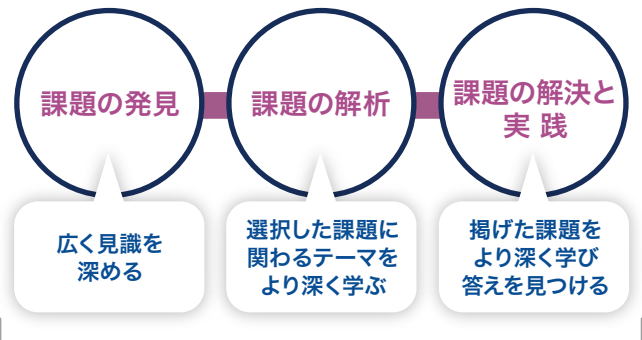 課題の発見
課題の解析
課題の解決と
実 践
広く見識を
深める
選択した課題に
関わるテーマを
より深く学ぶ
掲げた課題を
より深く学び
答えを見つける